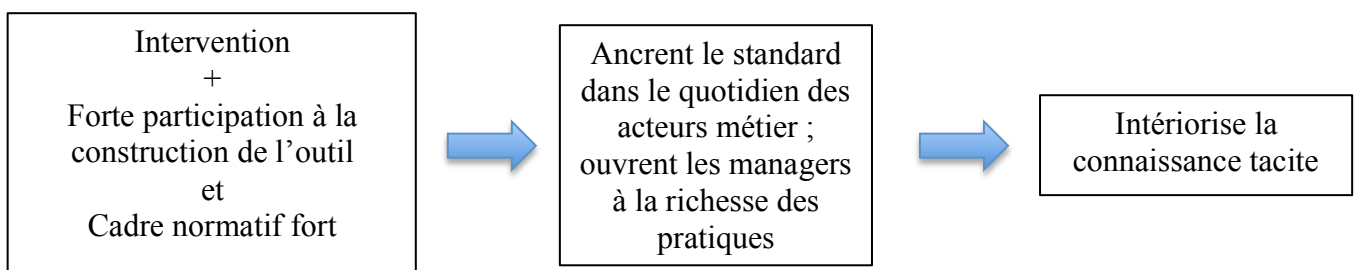 Intervention
+
Forte participation à la
construction de l’outil
et
Cadre normatif fort
Ancrent le standard
dans le quotidien des
acteurs métier ;
ouvrent les managers
à la richesse des
pratiques
Intériorise la
connaissance tacite